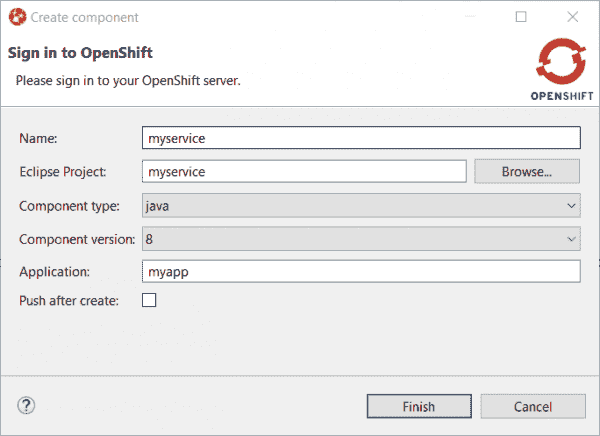 Create component
Sign in to OpenShift
Please sign in to your OpenShift server.
OPENSHIFT
Name: myservice
Eclipse Project: myservice Browse...
Component type: java
Component version: 8
Application: myapp
Push after create:
? Finish Cancel